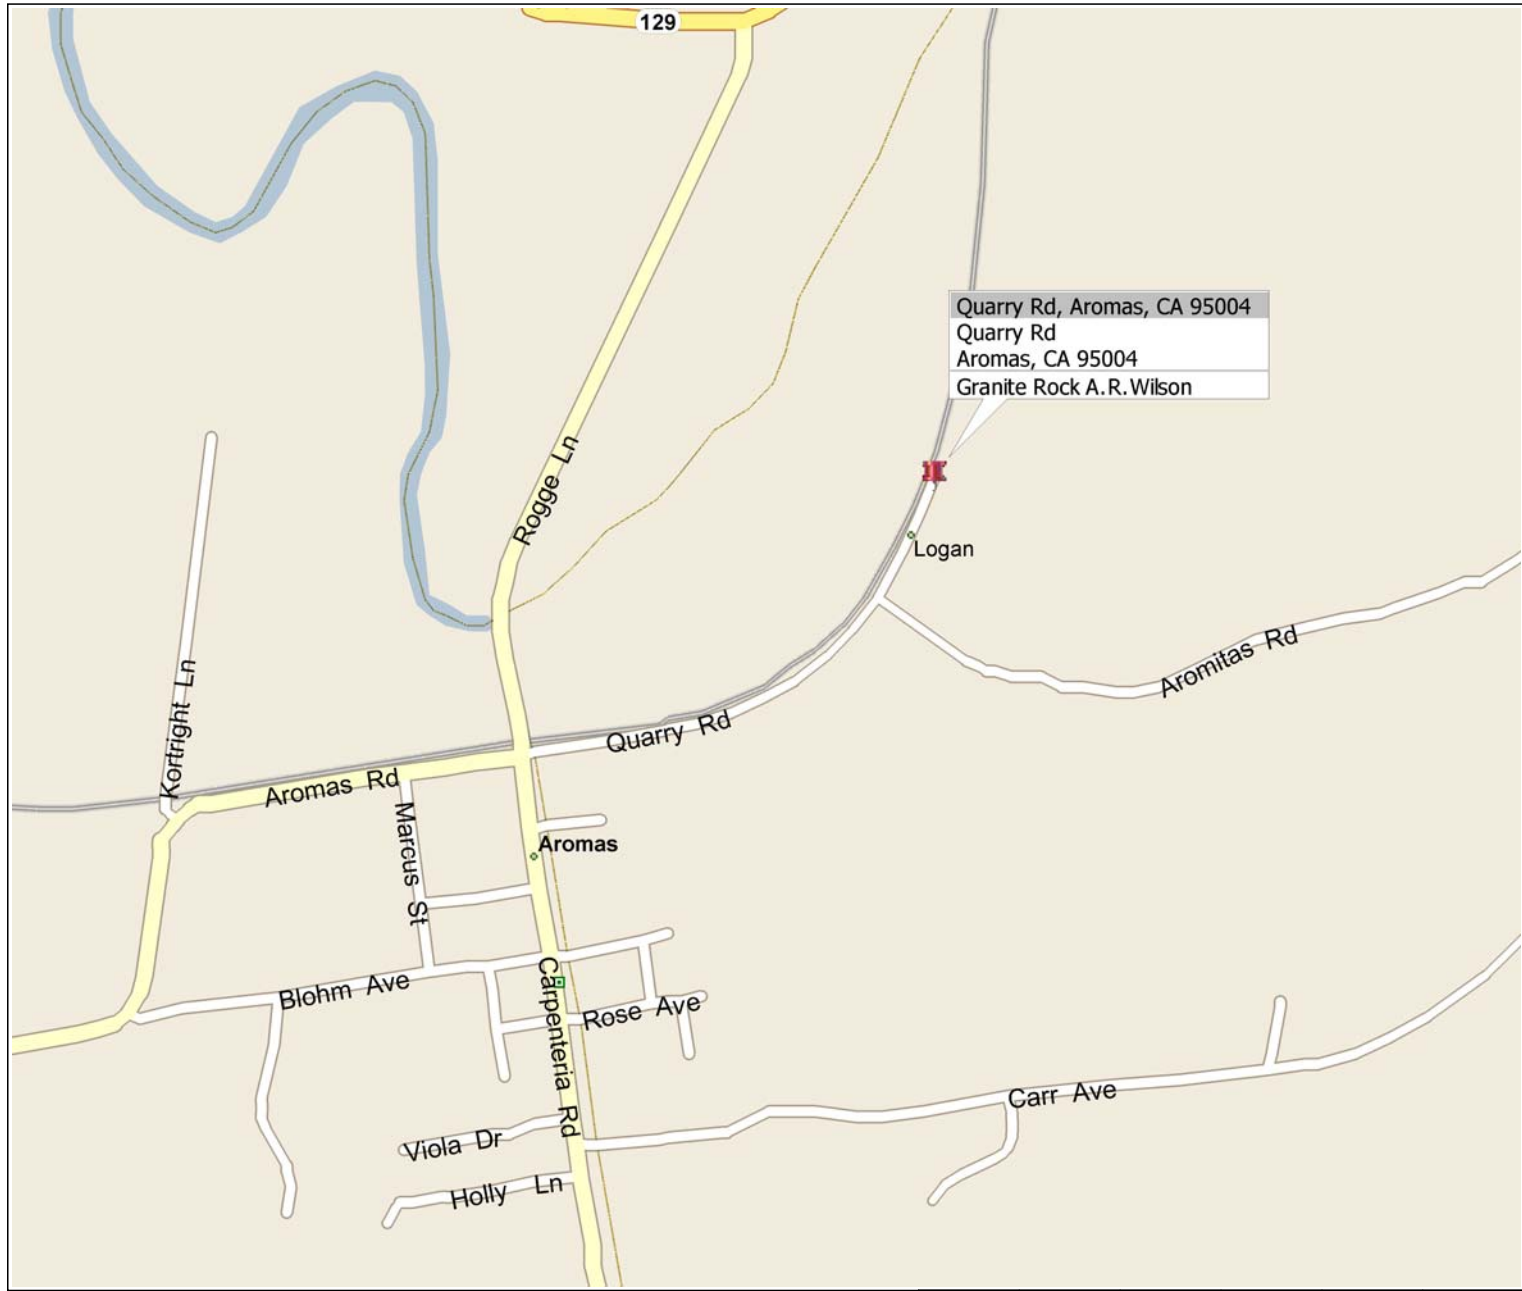 129
Quarry Rd, Aromas, CA 95004
Quarry Rd
Aromas, CA 95004
Granite Rock A.R.Wilson
Rogge Ln
Logan
Aromitas Rd
Kortright Ln
Quarry Rd
Aromas Rd
Marcus St
Aromas
Blohm Ave
Carpenteria Rd
Rose Ave
Carr Ave
Viola Dr
Holly Ln